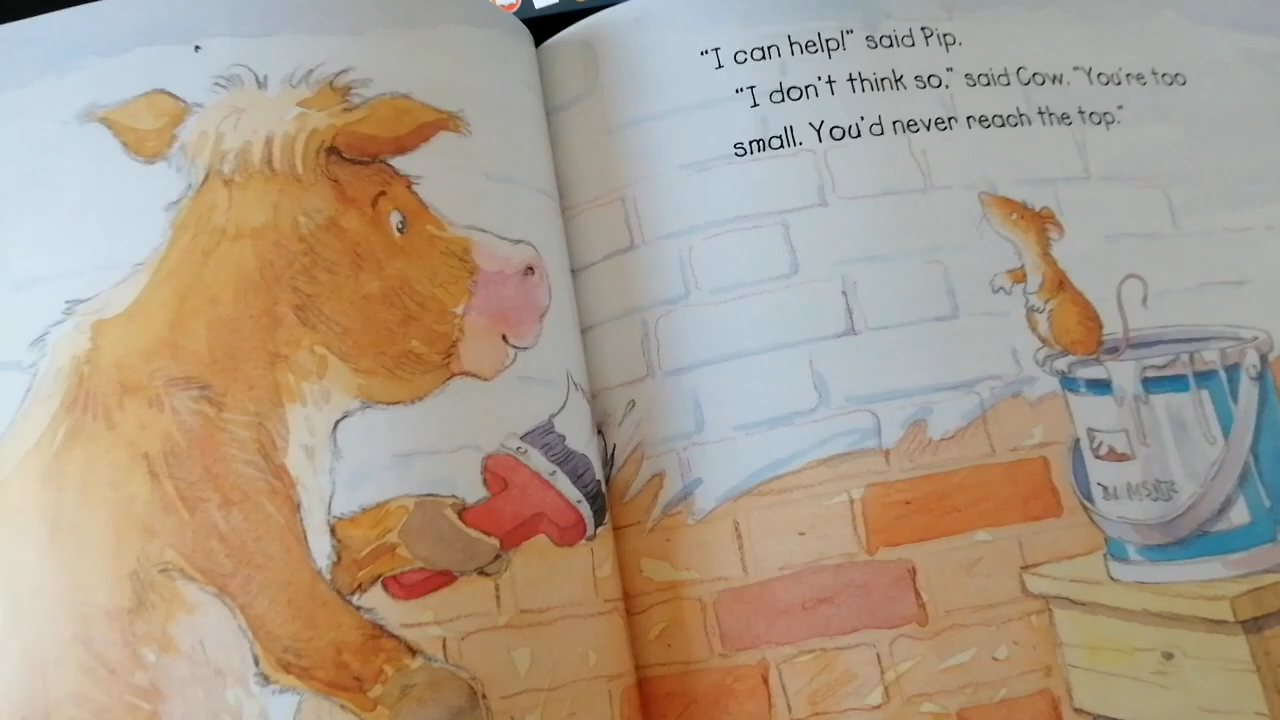 “I can help!” said Pip.
“I don't think so,” said Cow. “You're too
small. You'd never reach the top.”